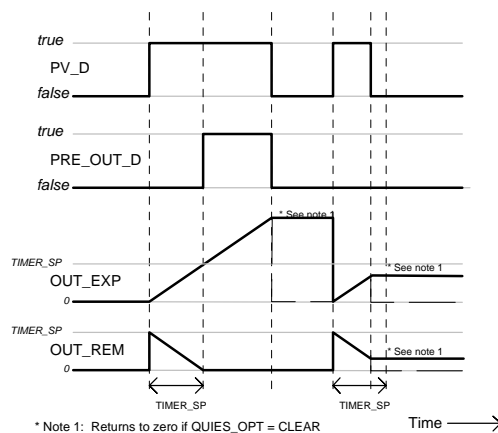 true
PV_D
false
true
PRE_OUT_D
false
* See note 1
TIMER_SP
* See note 1
OUT_EXP
0
TIMER_SP
OUT_REM
* See note 1
0
TIMER_SP
TIMER_SP
* Note 1: Returns to zero if QUIES_OPT = CLEAR
Time